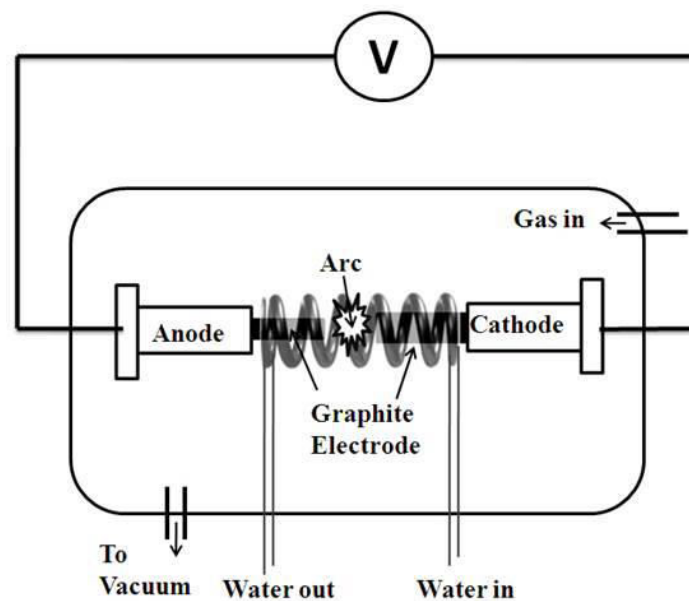 V
Gas in
Arc
Anode
Cathode
Graphite
Electrode
To
Vacuum
Water out
Water in